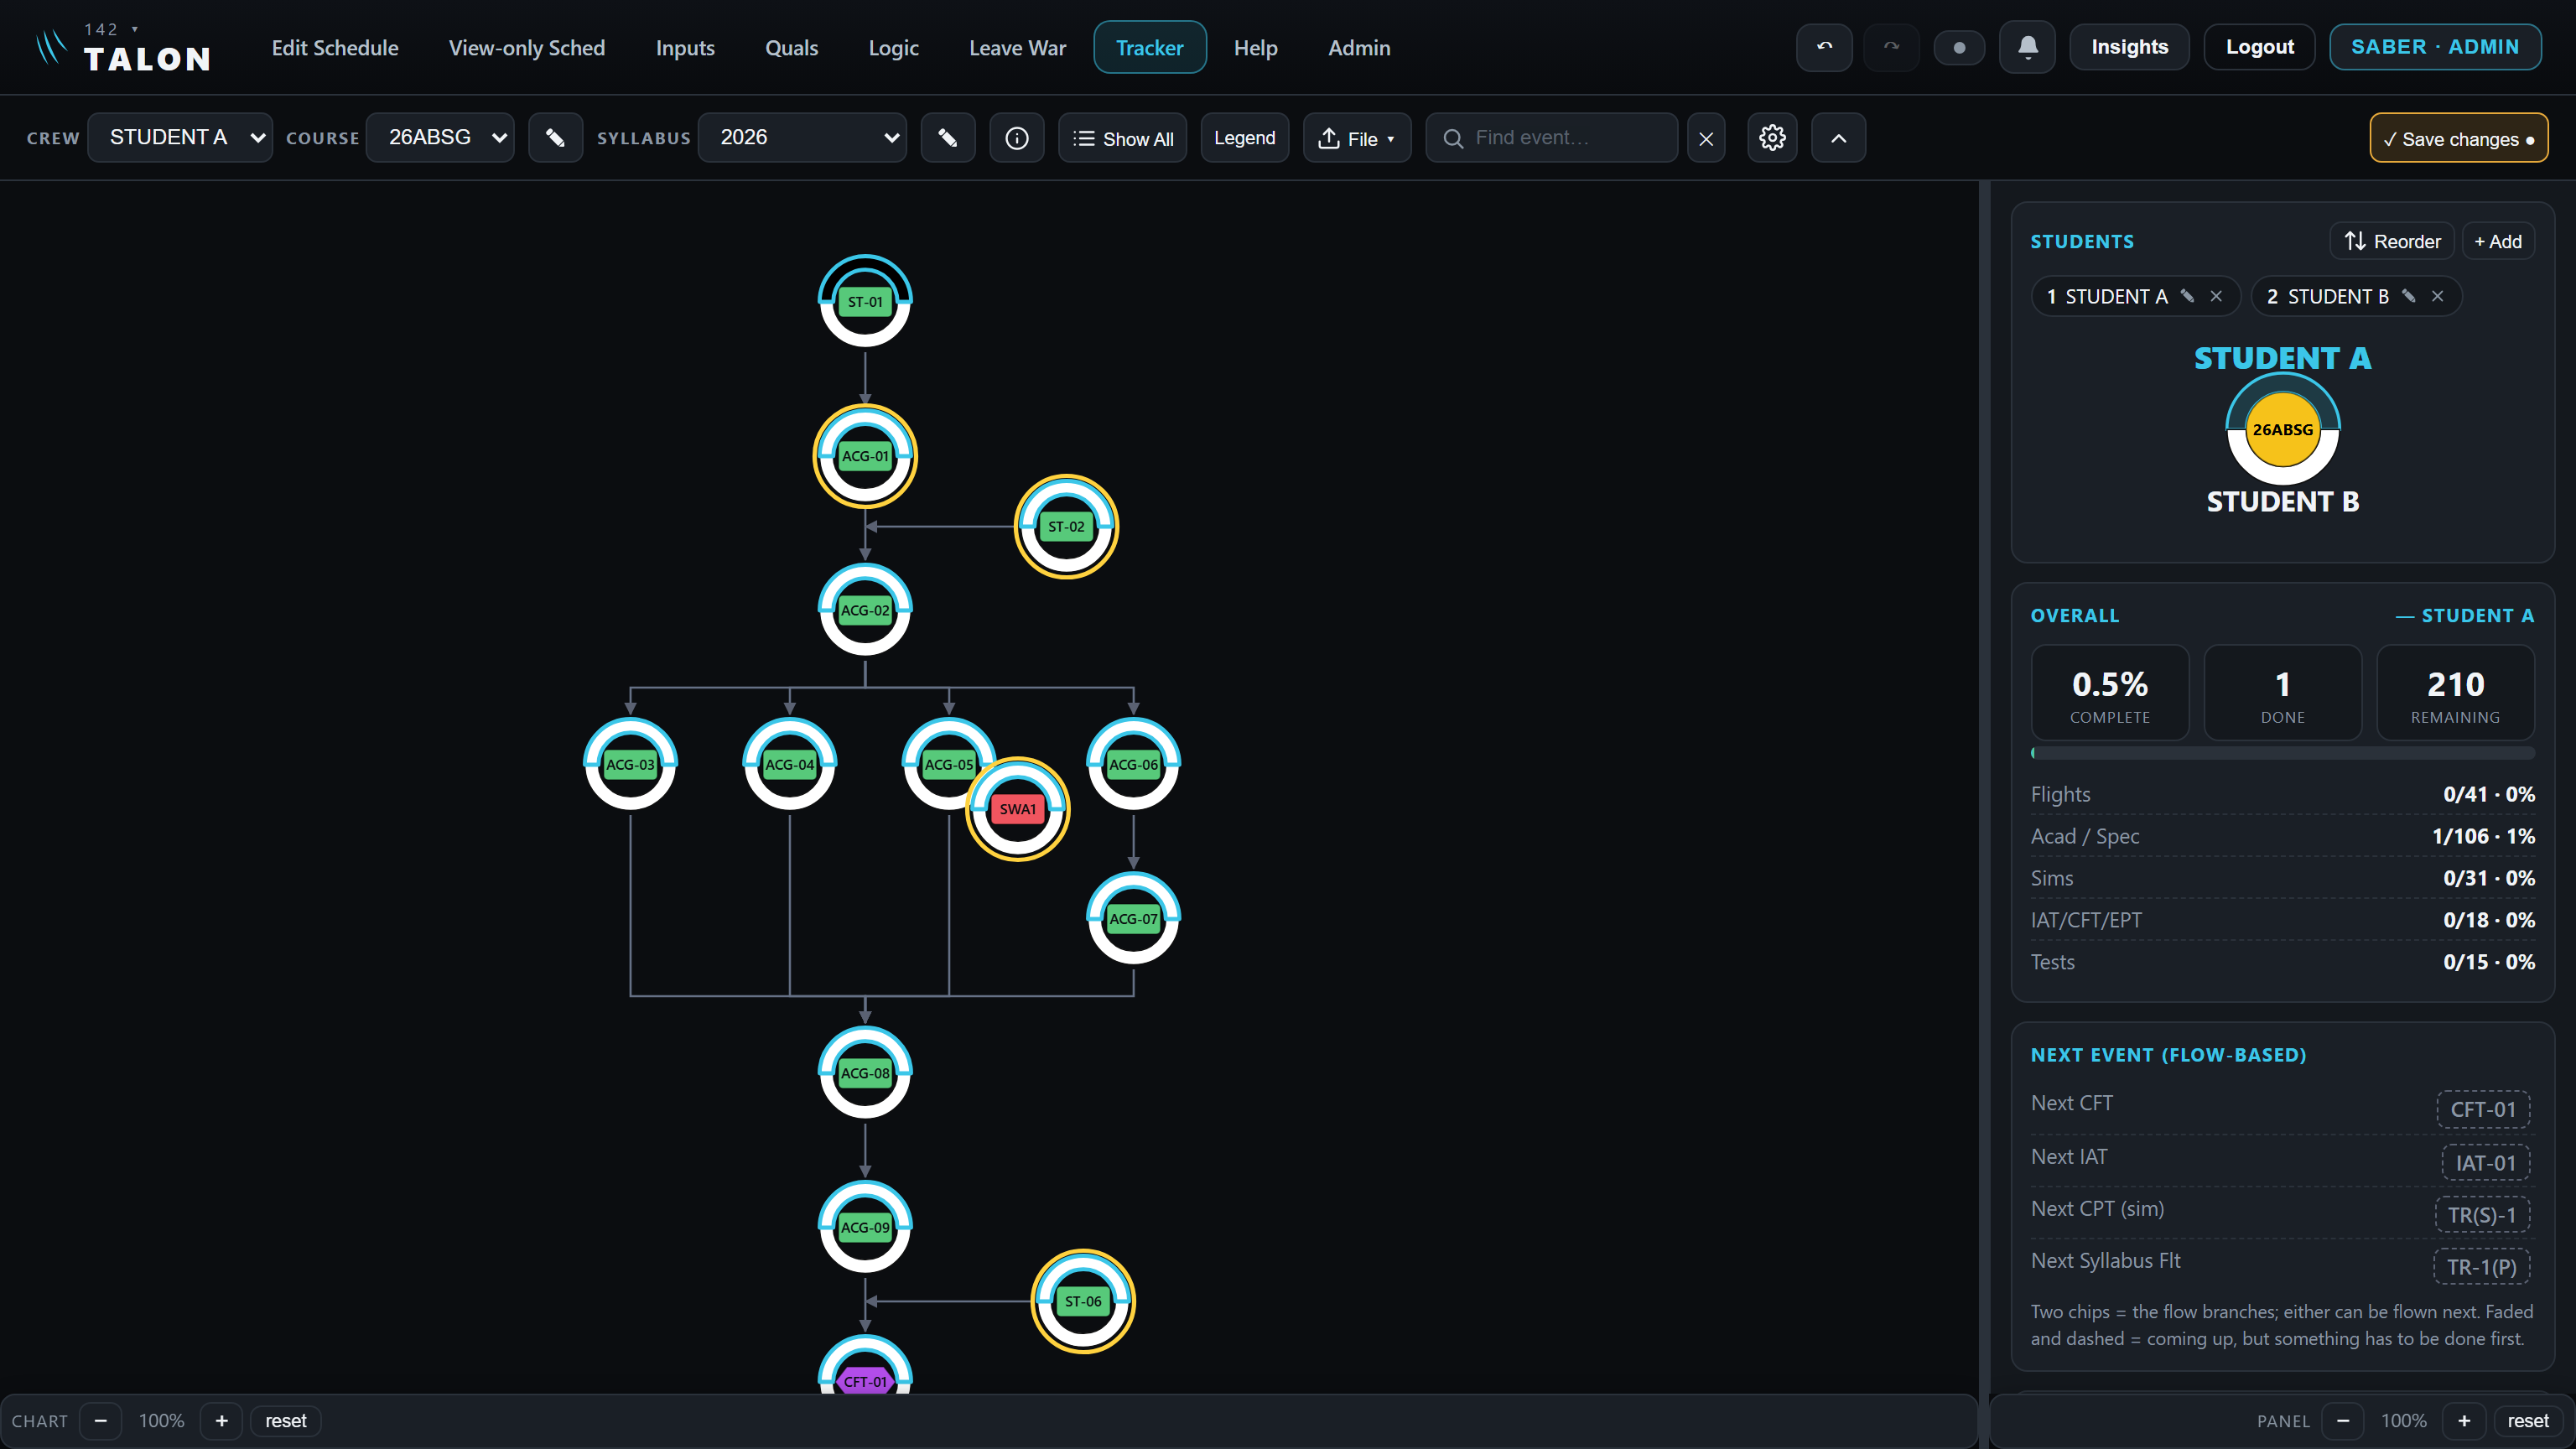 142 ▾
TALON
Edit Schedule
View-only Sched
Inputs
Quals
Logic
Leave War
Tracker
Help
Admin
Insights
Logout
SABER · ADMIN
CREW
STUDENT A
COURSE
26ABSG
SYLLABUS
2026
Show All
Legend
File ▾
Find event…
✓ Save changes ●
ST-01
ACG-01
ST-02
ACG-02
ACG-03
ACG-04
ACG-05
ACG-06
SWA1
ACG-07
ACG-08
ACG-09
ST-06
CFT-01
STUDENTS
Reorder
+ Add
1 STUDENT A
2 STUDENT B
STUDENT A
26ABSG
STUDENT B
OVERALL
— STUDENT A
0.5%
COMPLETE
1
DONE
210
REMAINING
Flights 0/41 · 0%
Acad / Spec 1/106 · 1%
Sims 0/31 · 0%
IAT/CFT/EPT 0/18 · 0%
Tests 0/15 · 0%
NEXT EVENT (FLOW-BASED)
Next CFT CFT-01
Next IAT IAT-01
Next CPT (sim) TR(S)-1
Next Syllabus Flt TR-1(P)
Two chips = the flow branches; either can be flown next. Faded
and dashed = coming up, but something has to be done first.
CHART − 100% + reset
PANEL − 100% + reset